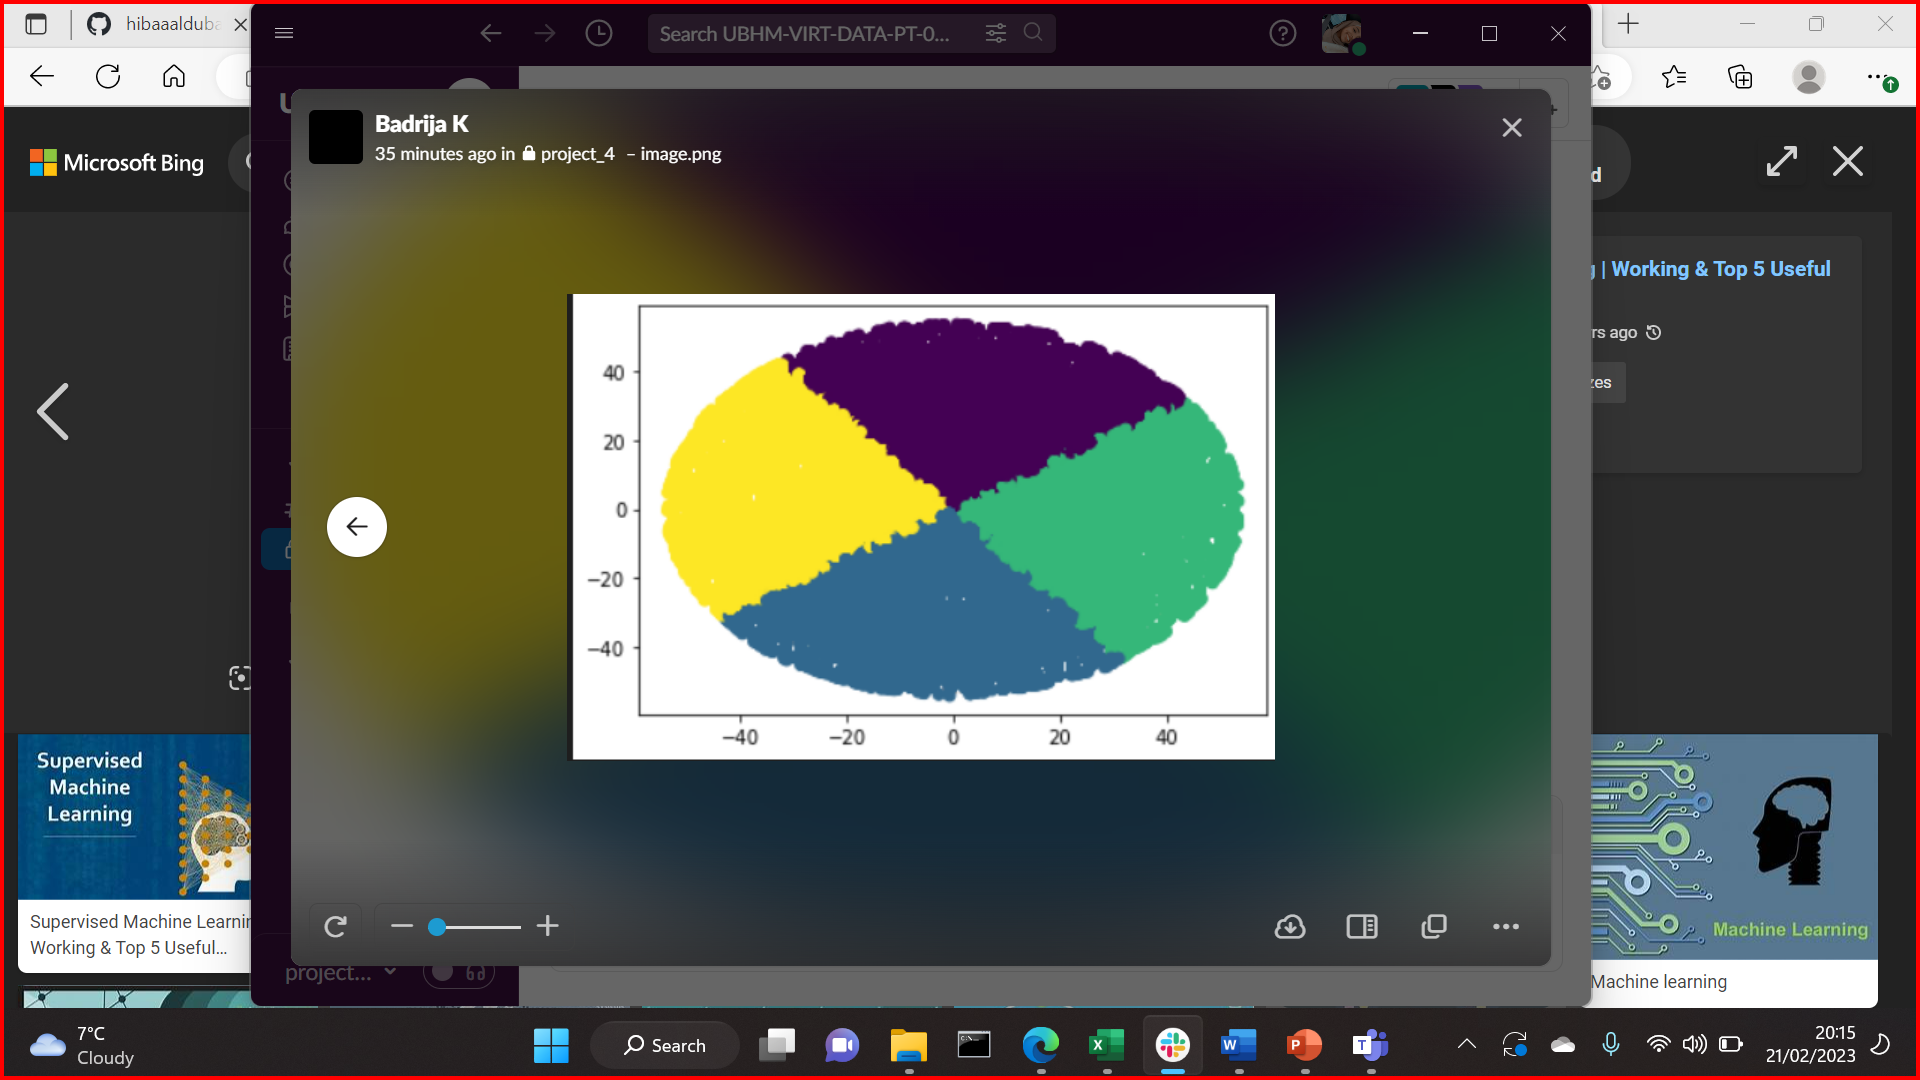 hibaaalduba
Search UBHM-VIRT-DATA-PT-0...
Microsoft Bing
Badrija K
35 minutes ago in project_4 – image.png
| Working & Top 5 Useful
rs ago
zes
40
20
0
−20
−40
−40
−20
0
20
40
Supervised
Machine
Learning
Supervised Machine Learnin
Working & Top 5 Useful...
Machine Learning
Machine learning
project...
7°C
Cloudy
Search
20:15
21/02/2023